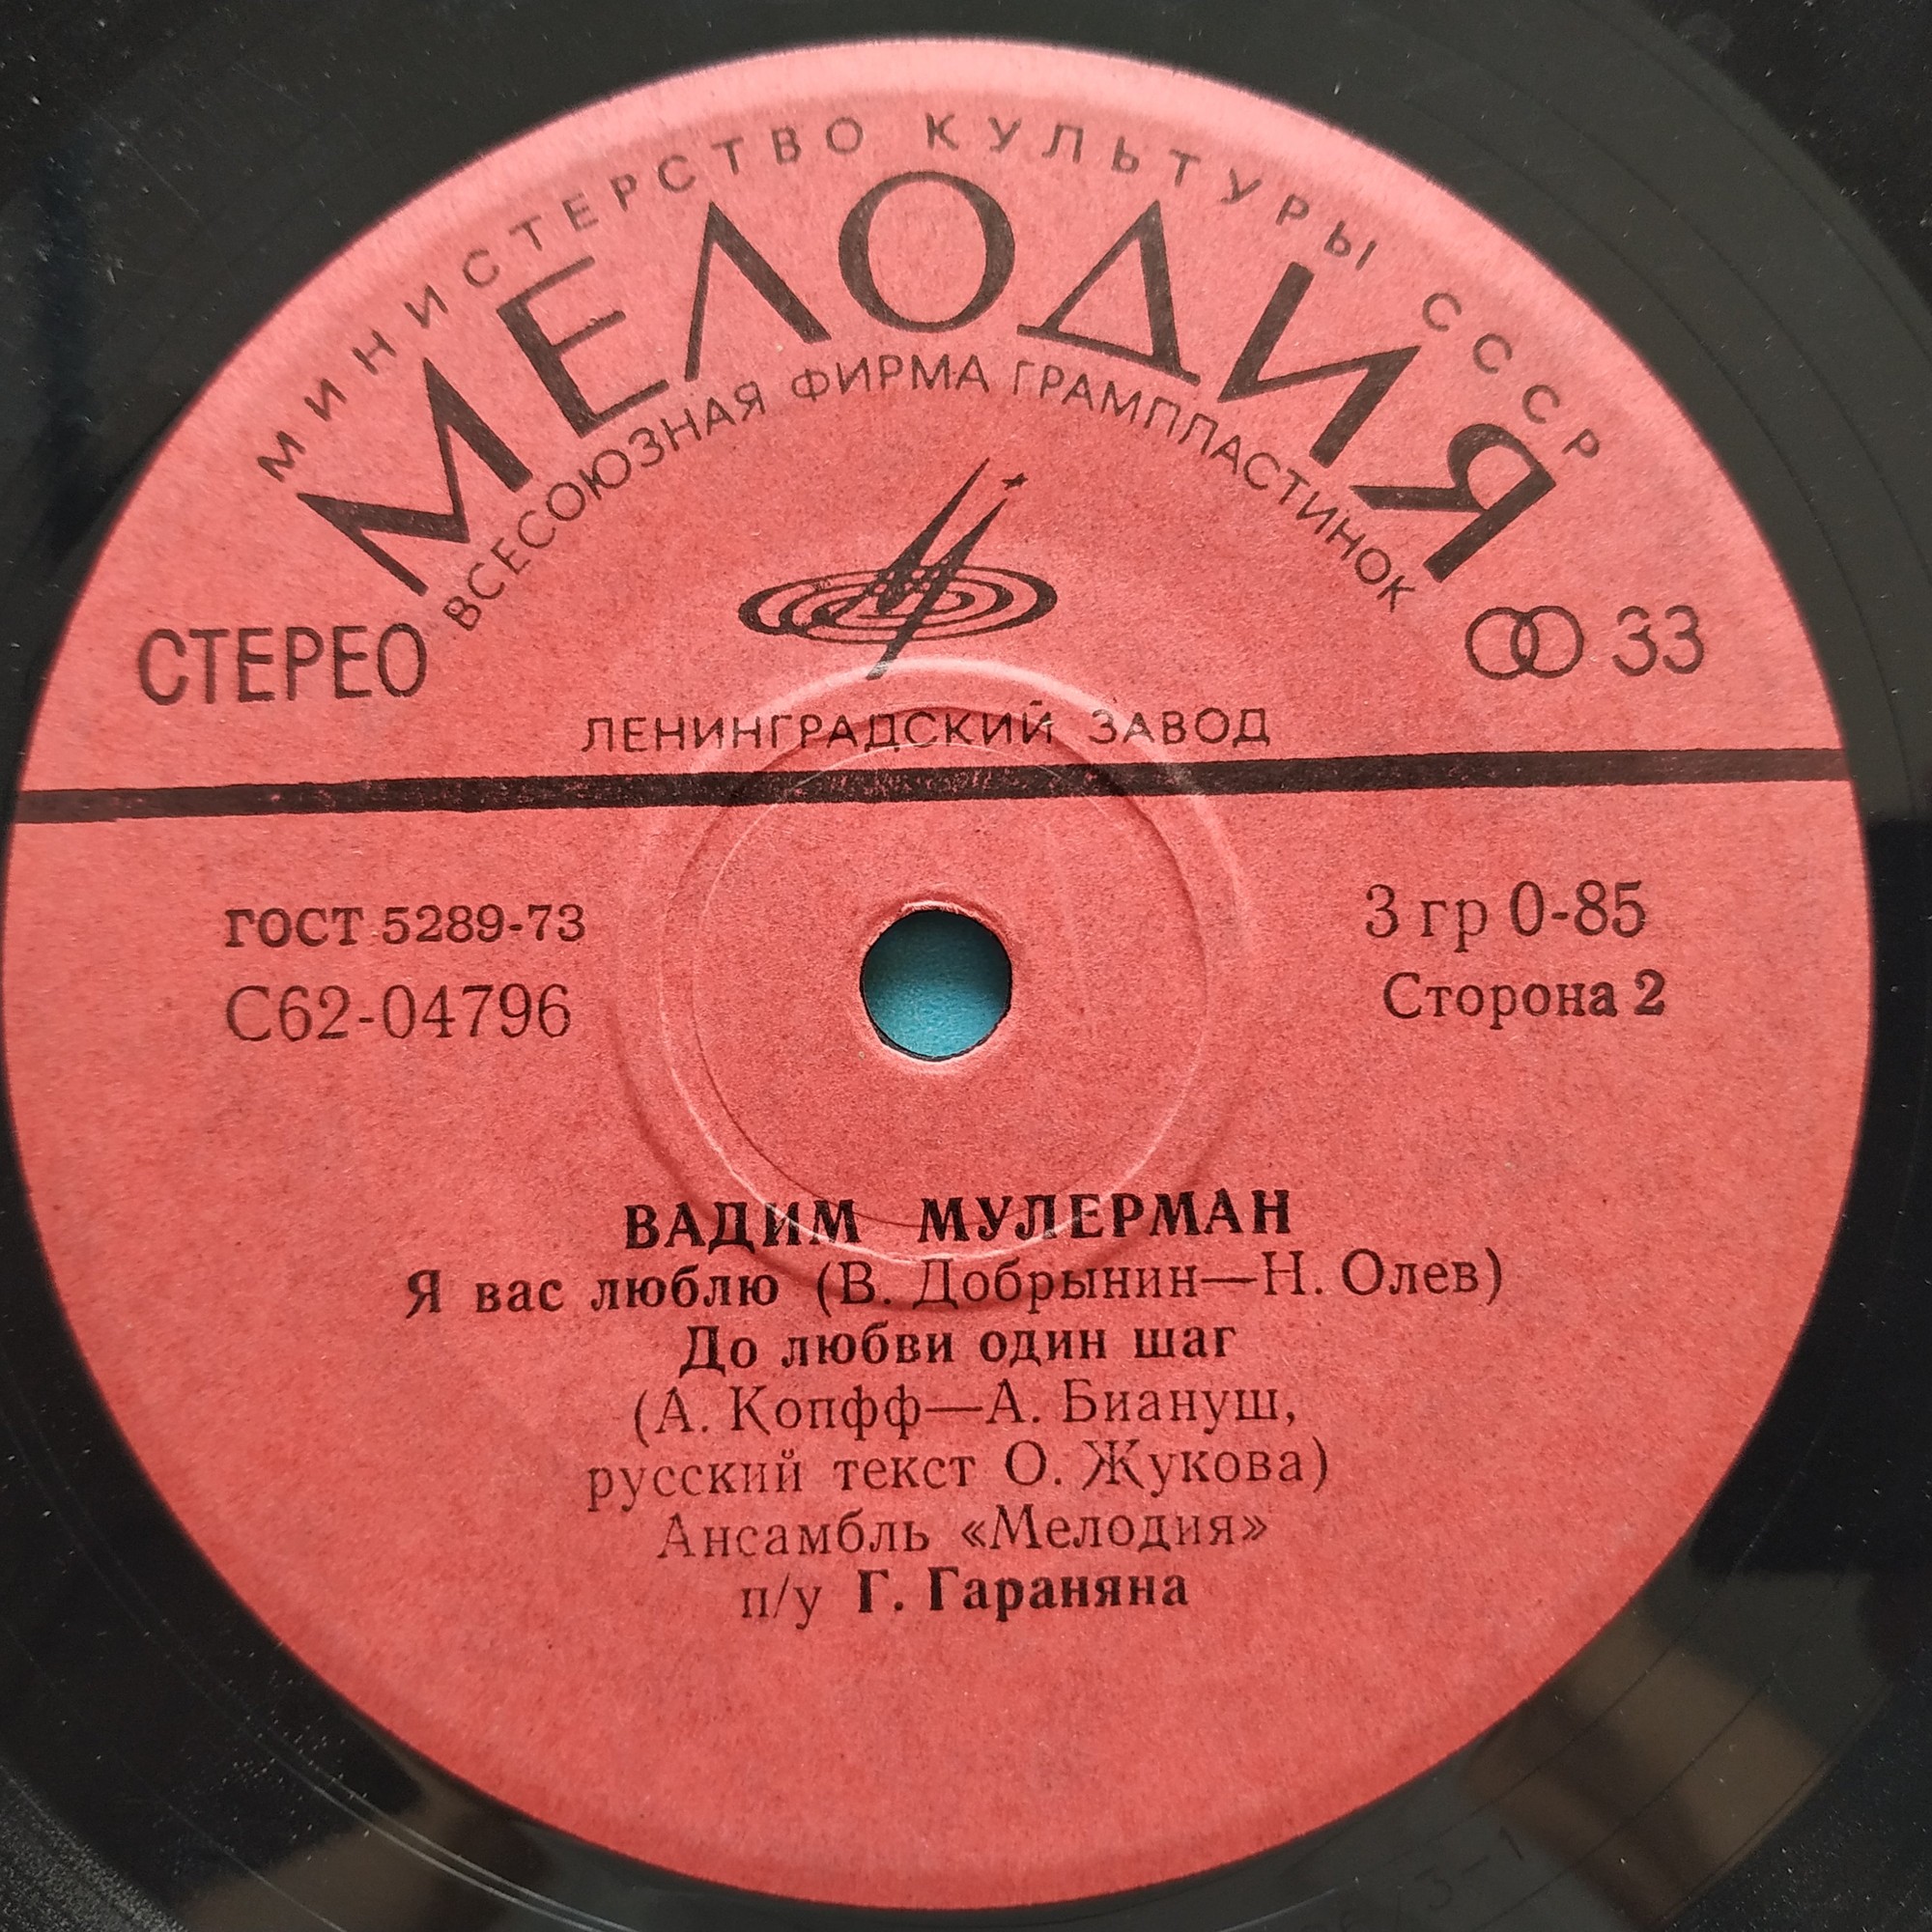 МИНИСТЕРСТВО КУЛЬТУРЫ СССР
МЕЛОДИЯ
ВСЕСОЮЗНАЯ ФИРМА ГРАМПЛАСТИНОК
СТЕРЕО
33
ЛЕНИНГРАДСКИЙ ЗАВОД
ГОСТ 5289-73
3 гр 0-85
С62-04796
Сторона 2
ВАДИМ МУЛЕРМАН
Я вас люблю (В. Добрынин—Н. Олев)
До любви один шаг
(А. Копфф—А. Биануш,
русский текст О. Жукова)
Ансамбль «Мелодия»
п/у Г. Гараняна